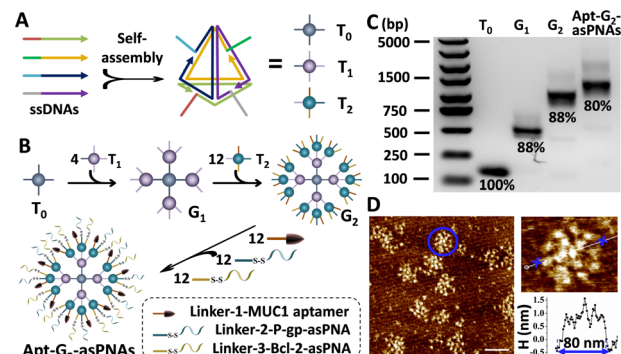 A
ssDNAs
Self-
assembly
=
T0
T1
T2
B
T0
4 T1
G1
12 T2
G2
12
12 S-S
12 S-S
Apt-G2-asPNAs
Linker-1-MUC1 aptamer
S-S Linker-2-P-gp-asPNA
S-S Linker-3-Bcl-2-asPNA
C (bp) T0 G1 G2 Apt-G2-
asPNAs
5000
1500
750
500
250
100
100%
88%
88%
80%
D
H (nm)
1.5
1.0
0.5
0.0
~80 nm